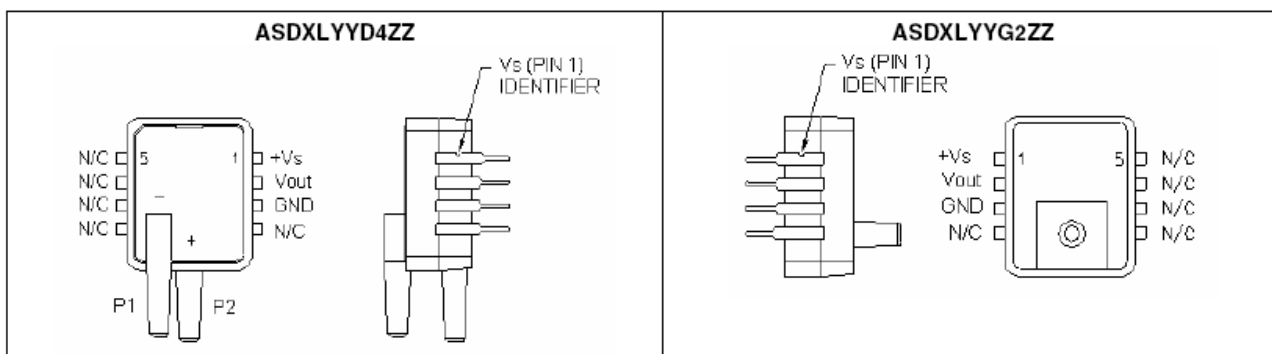 ASDXLYYD4ZZ
Vs (PIN 1)
IDENTIFIER
N/C 5 1 +Vs
N/C Vout
N/C GND
N/C N/C
−
+
P1 P2
ASDXLYYG2ZZ
Vs (PIN 1)
IDENTIFIER
+Vs 1 5 N/C
Vout N/C
GND N/C
N/C N/C